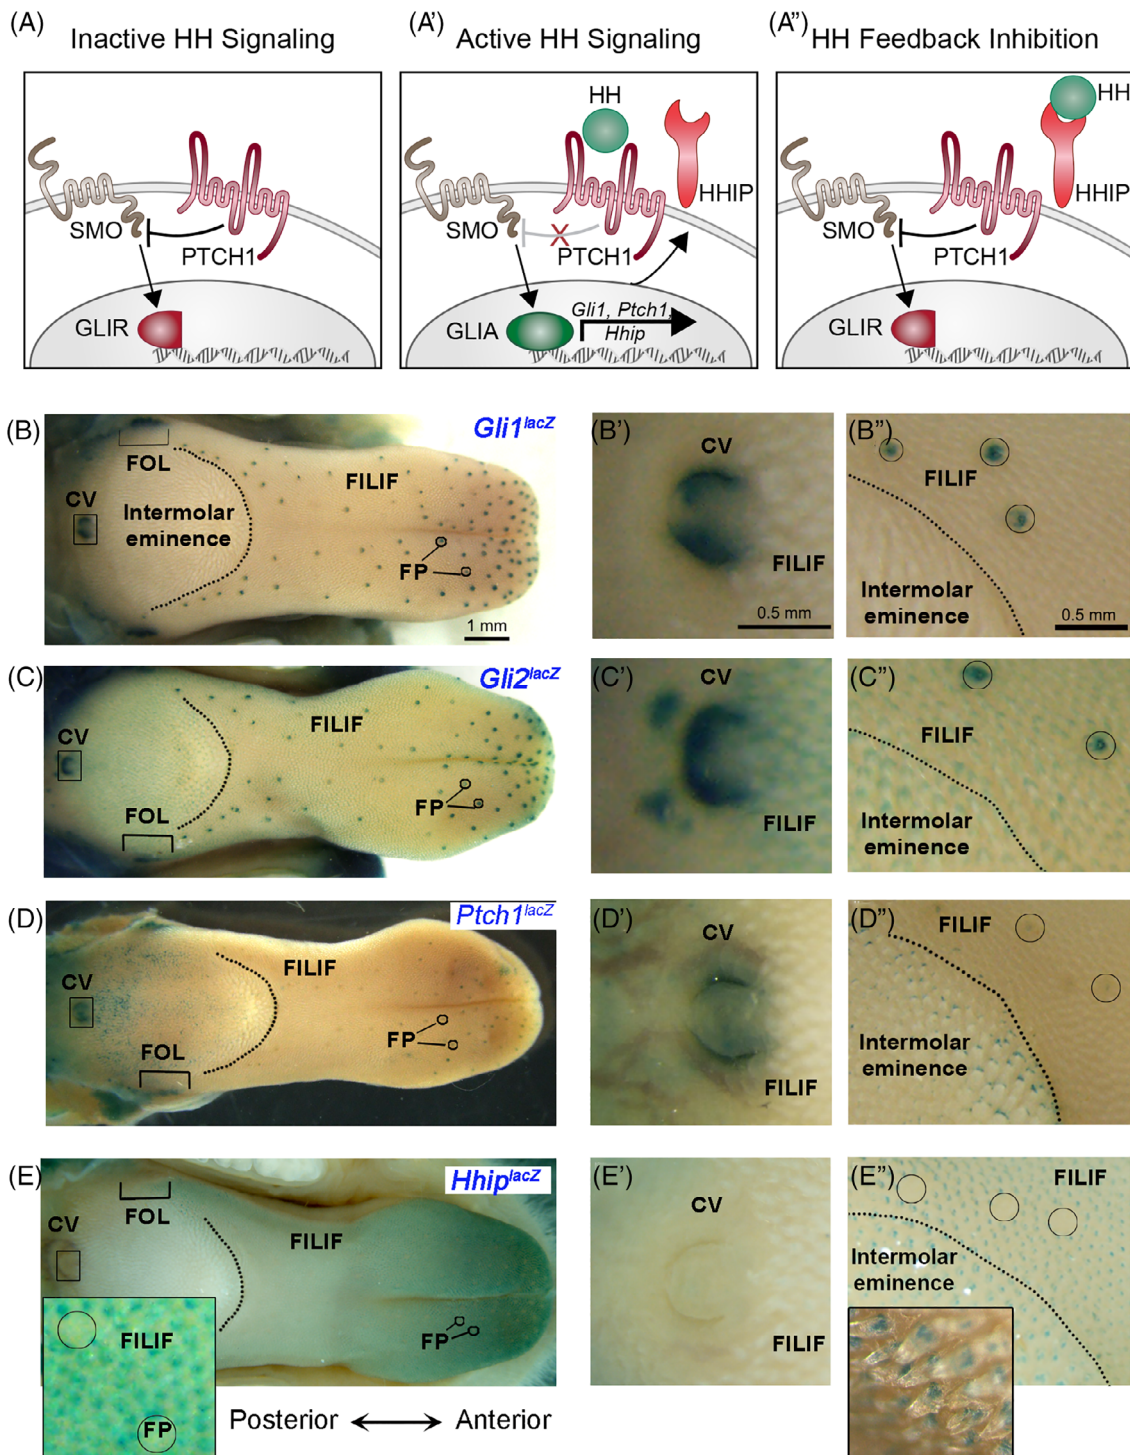 (A)
Inactive HH Signaling
(A′)
Active HH Signaling
(A″)
HH Feedback Inhibition
SMO
PTCH1
GLIR
HH
HHIP
SMO
X
PTCH1
GLIA
Gli1, Ptch1,
Hhip
HH
HHIP
SMO
PTCH1
GLIR
(B)
Gli1lacZ
FOL
CV
Intermolar
eminence
FILIF
FP
1 mm
(B′)
CV
FILIF
0.5 mm
(B″)
FILIF
Intermolar
eminence
0.5 mm
(C)
Gli2lacZ
CV
FILIF
FOL
FP
(C′)
CV
FILIF
(C″)
FILIF
Intermolar
eminence
(D)
Ptch1lacZ
CV
FILIF
FOL
FP
(D′)
CV
FILIF
(D″)
FILIF
Intermolar
eminence
(E)
HhiplacZ
FOL
CV
FILIF
FP
FILIF
FP
Posterior
Anterior
(E′)
CV
FILIF
(E″)
FILIF
Intermolar
eminence